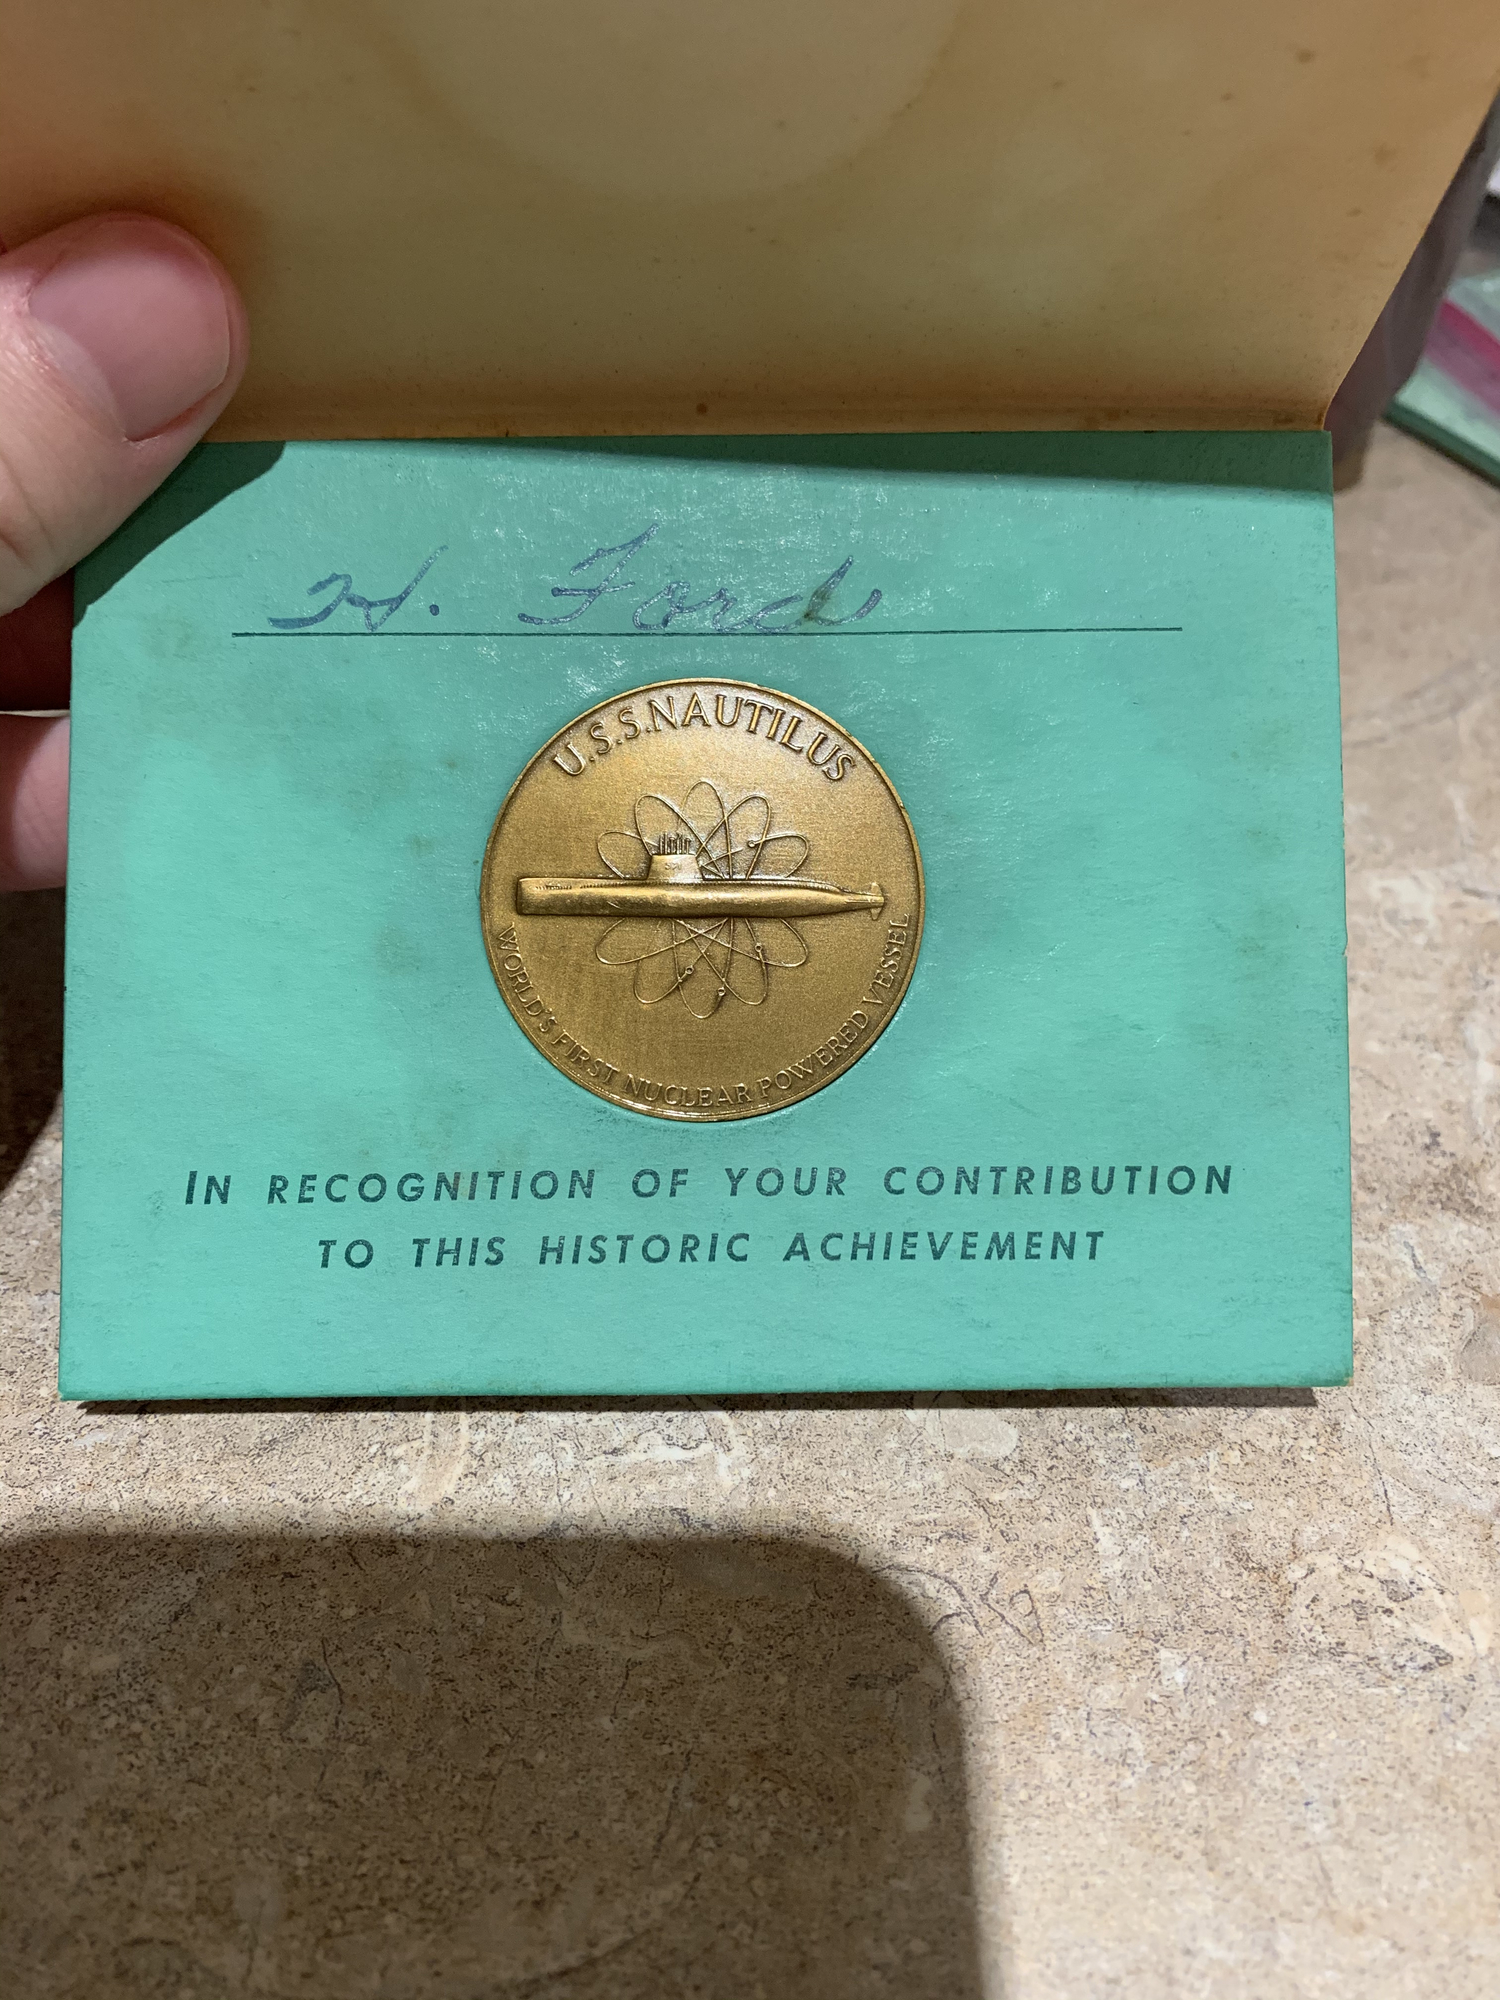 H. Ford
U.S.S. NAUTILUS
WORLD'S FIRST NUCLEAR POWERED VESSEL
IN RECOGNITION OF YOUR CONTRIBUTION
TO THIS HISTORIC ACHIEVEMENT